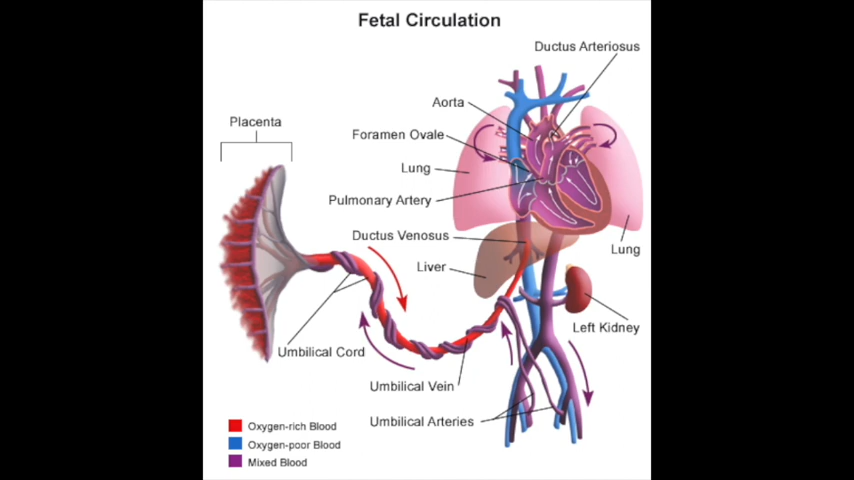 Fetal Circulation
Ductus Arteriosus
Aorta
Placenta
Foramen Ovale
Lung
Pulmonary Artery
Ductus Venosus
Lung
Liver
Left Kidney
Umbilical Cord
Umbilical Vein
Umbilical Arteries
Oxygen-rich Blood
Oxygen-poor Blood
Mixed Blood